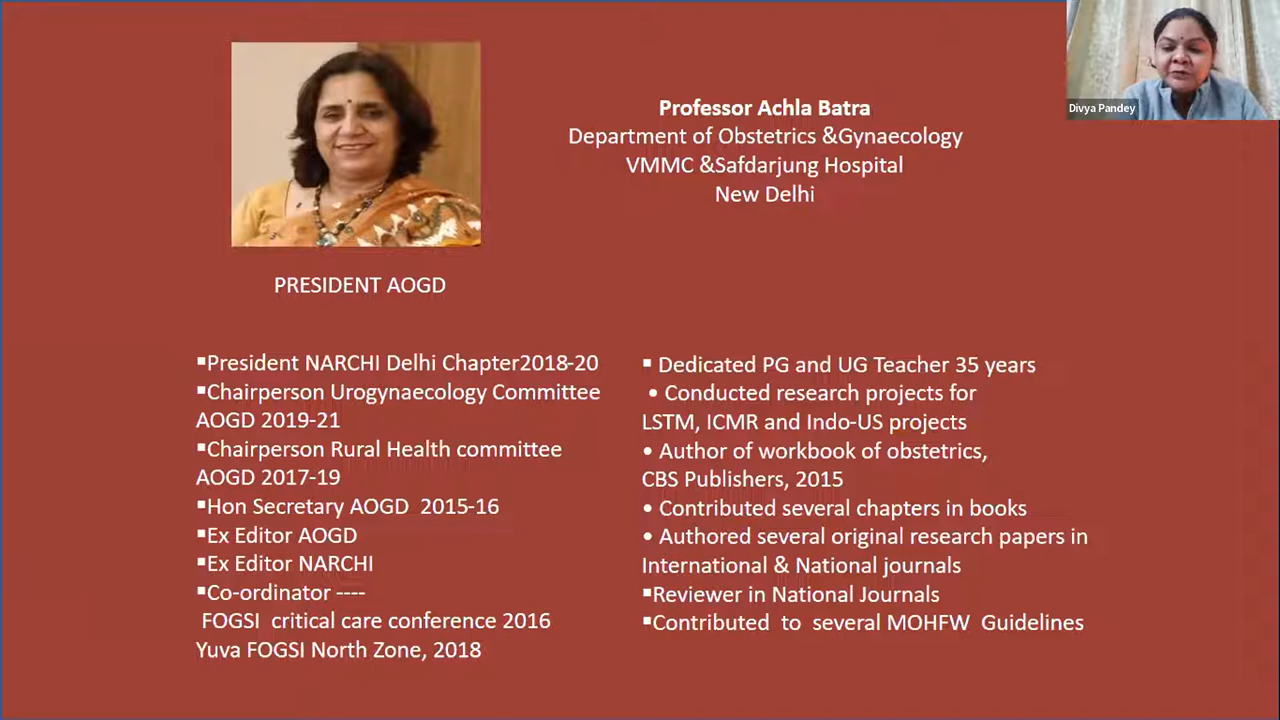 Divya Pandey
Professor Achla Batra
Department of Obstetrics &Gynaecology
VMMC &Safdarjung Hospital
New Delhi
PRESIDENT AOGD
▪President NARCHI Delhi Chapter2018-20
▪Chairperson Urogynaecology Committee
AOGD 2019-21
▪Chairperson Rural Health committee
AOGD 2017-19
▪Hon Secretary AOGD  2015-16
▪Ex Editor AOGD
▪Ex Editor NARCHI
▪Co-ordinator ----
FOGSI  critical care conference 2016
Yuva FOGSI North Zone, 2018
▪ Dedicated PG and UG Teacher 35 years
• Conducted research projects for
LSTM, ICMR and Indo-US projects
• Author of workbook of obstetrics,
CBS Publishers, 2015
• Contributed several chapters in books
• Authored several original research papers in
International & National journals
▪Reviewer in National Journals
▪Contributed  to  several MOHFW  Guidelines